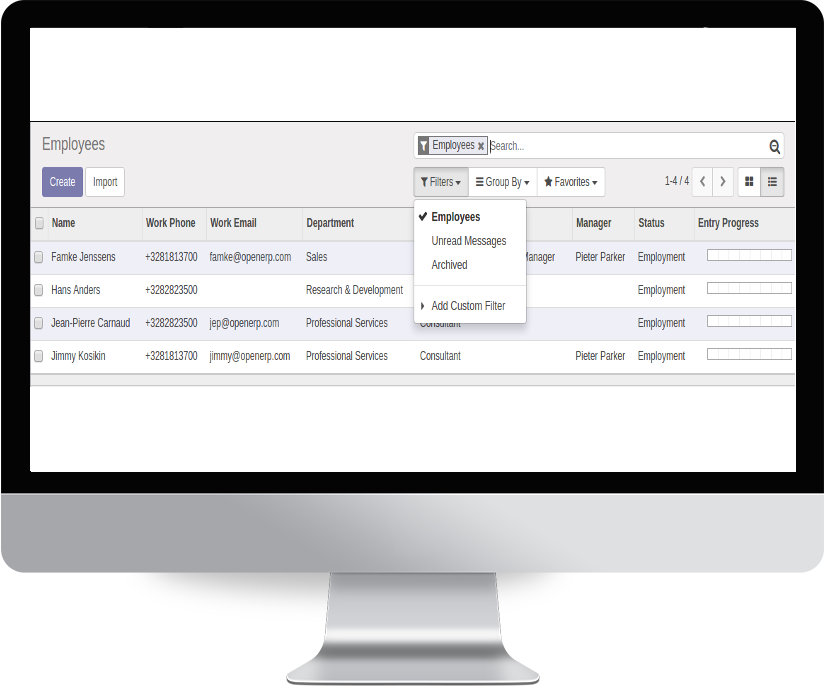 Employees
Employees x Search...
Create Import
Filters Group By Favorites 1-4 / 4
Employees
Unread Messages
Archived
Add Custom Filter
Name Work Phone Work Email Department Manager Status Entry Progress
Famke Jenssens +3281813700 famke@openerp.com Sales Manager Pieter Parker Employment
Hans Anders +3282823500 Research & Development Employment
Jean-Pierre Carnaud +3282823500 jep@openerp.com Professional Services Consultant Employment
Jimmy Kosikin +3281813700 jimmy@openerp.com Professional Services Consultant Pieter Parker Employment